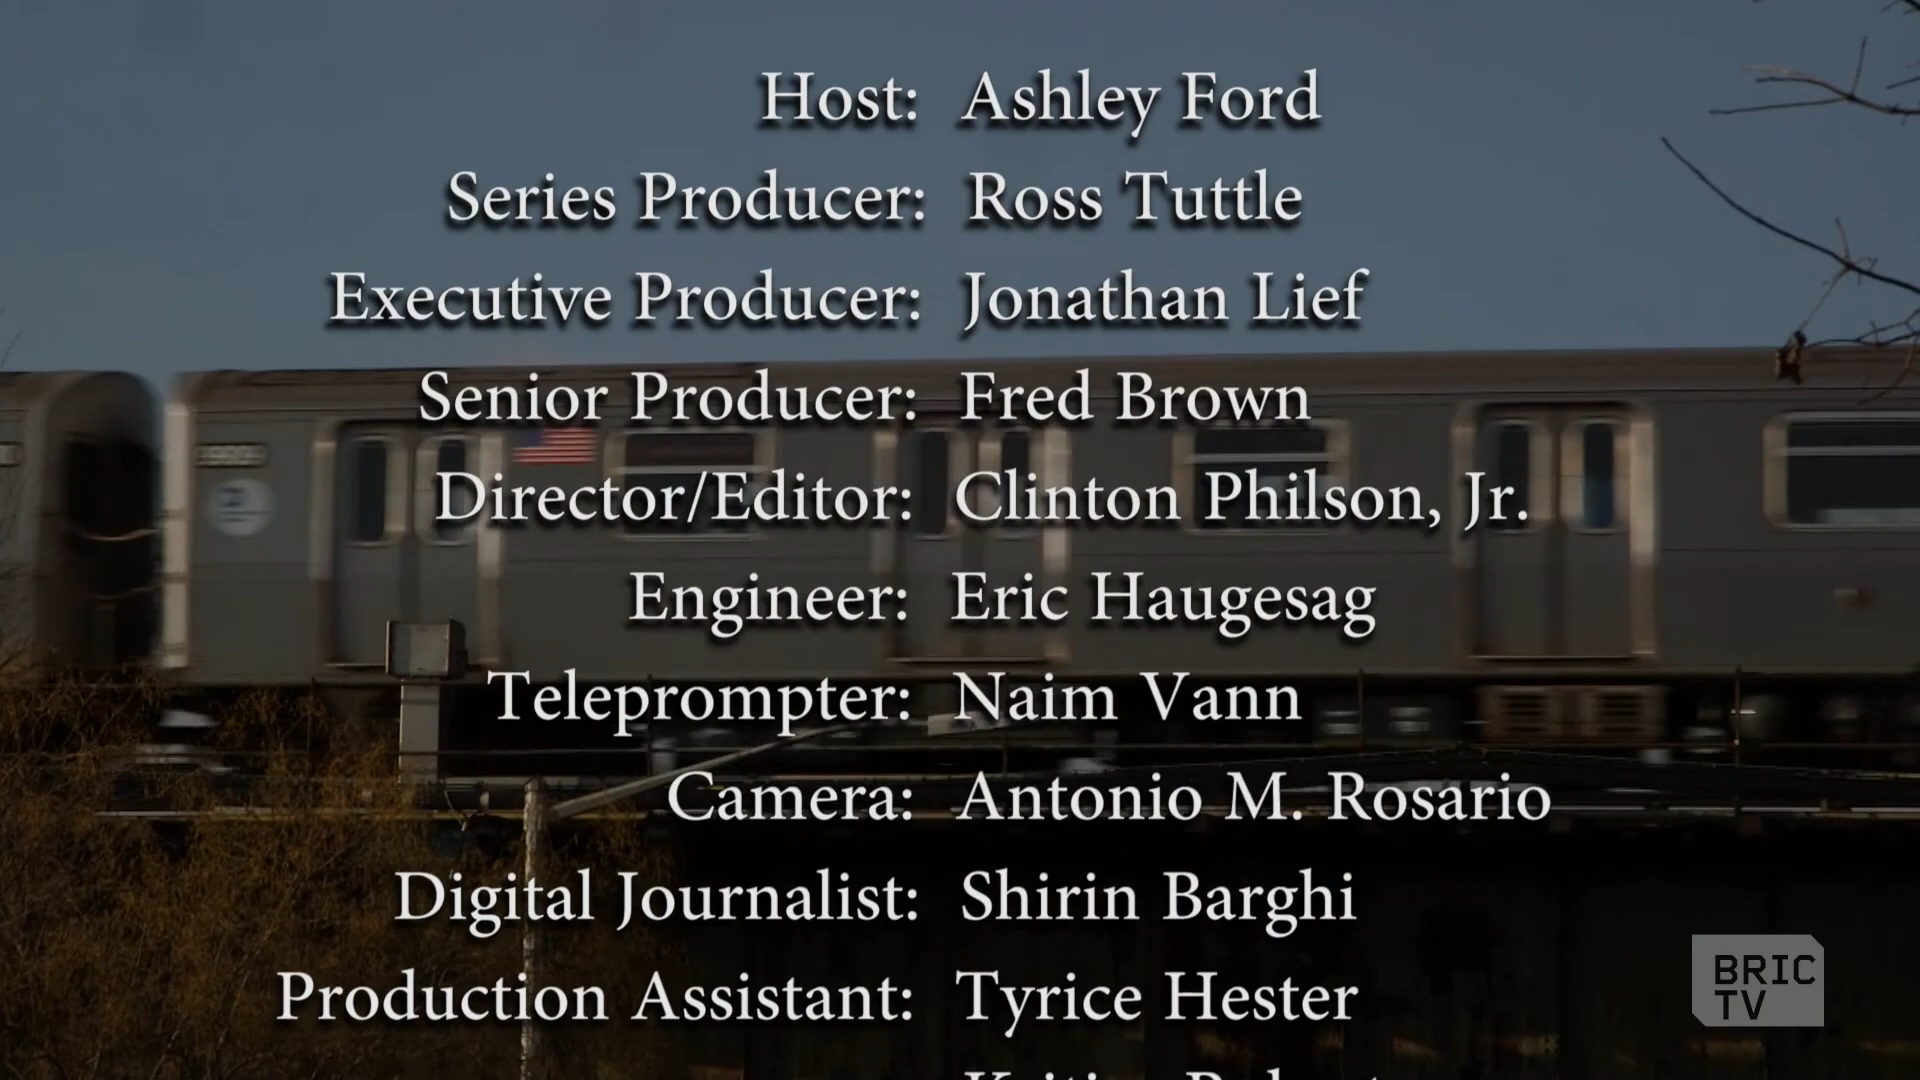 Host: Ashley Ford
Series Producer: Ross Tuttle
Executive Producer: Jonathan Lief
Senior Producer: Fred Brown
Director/Editor: Clinton Philson, Jr.
Engineer: Eric Haugesag
Teleprompter: Naim Vann
Camera: Antonio M. Rosario
Digital Journalist: Shirin Barghi
Production Assistant: Tyrice Hester
BRIC
TV